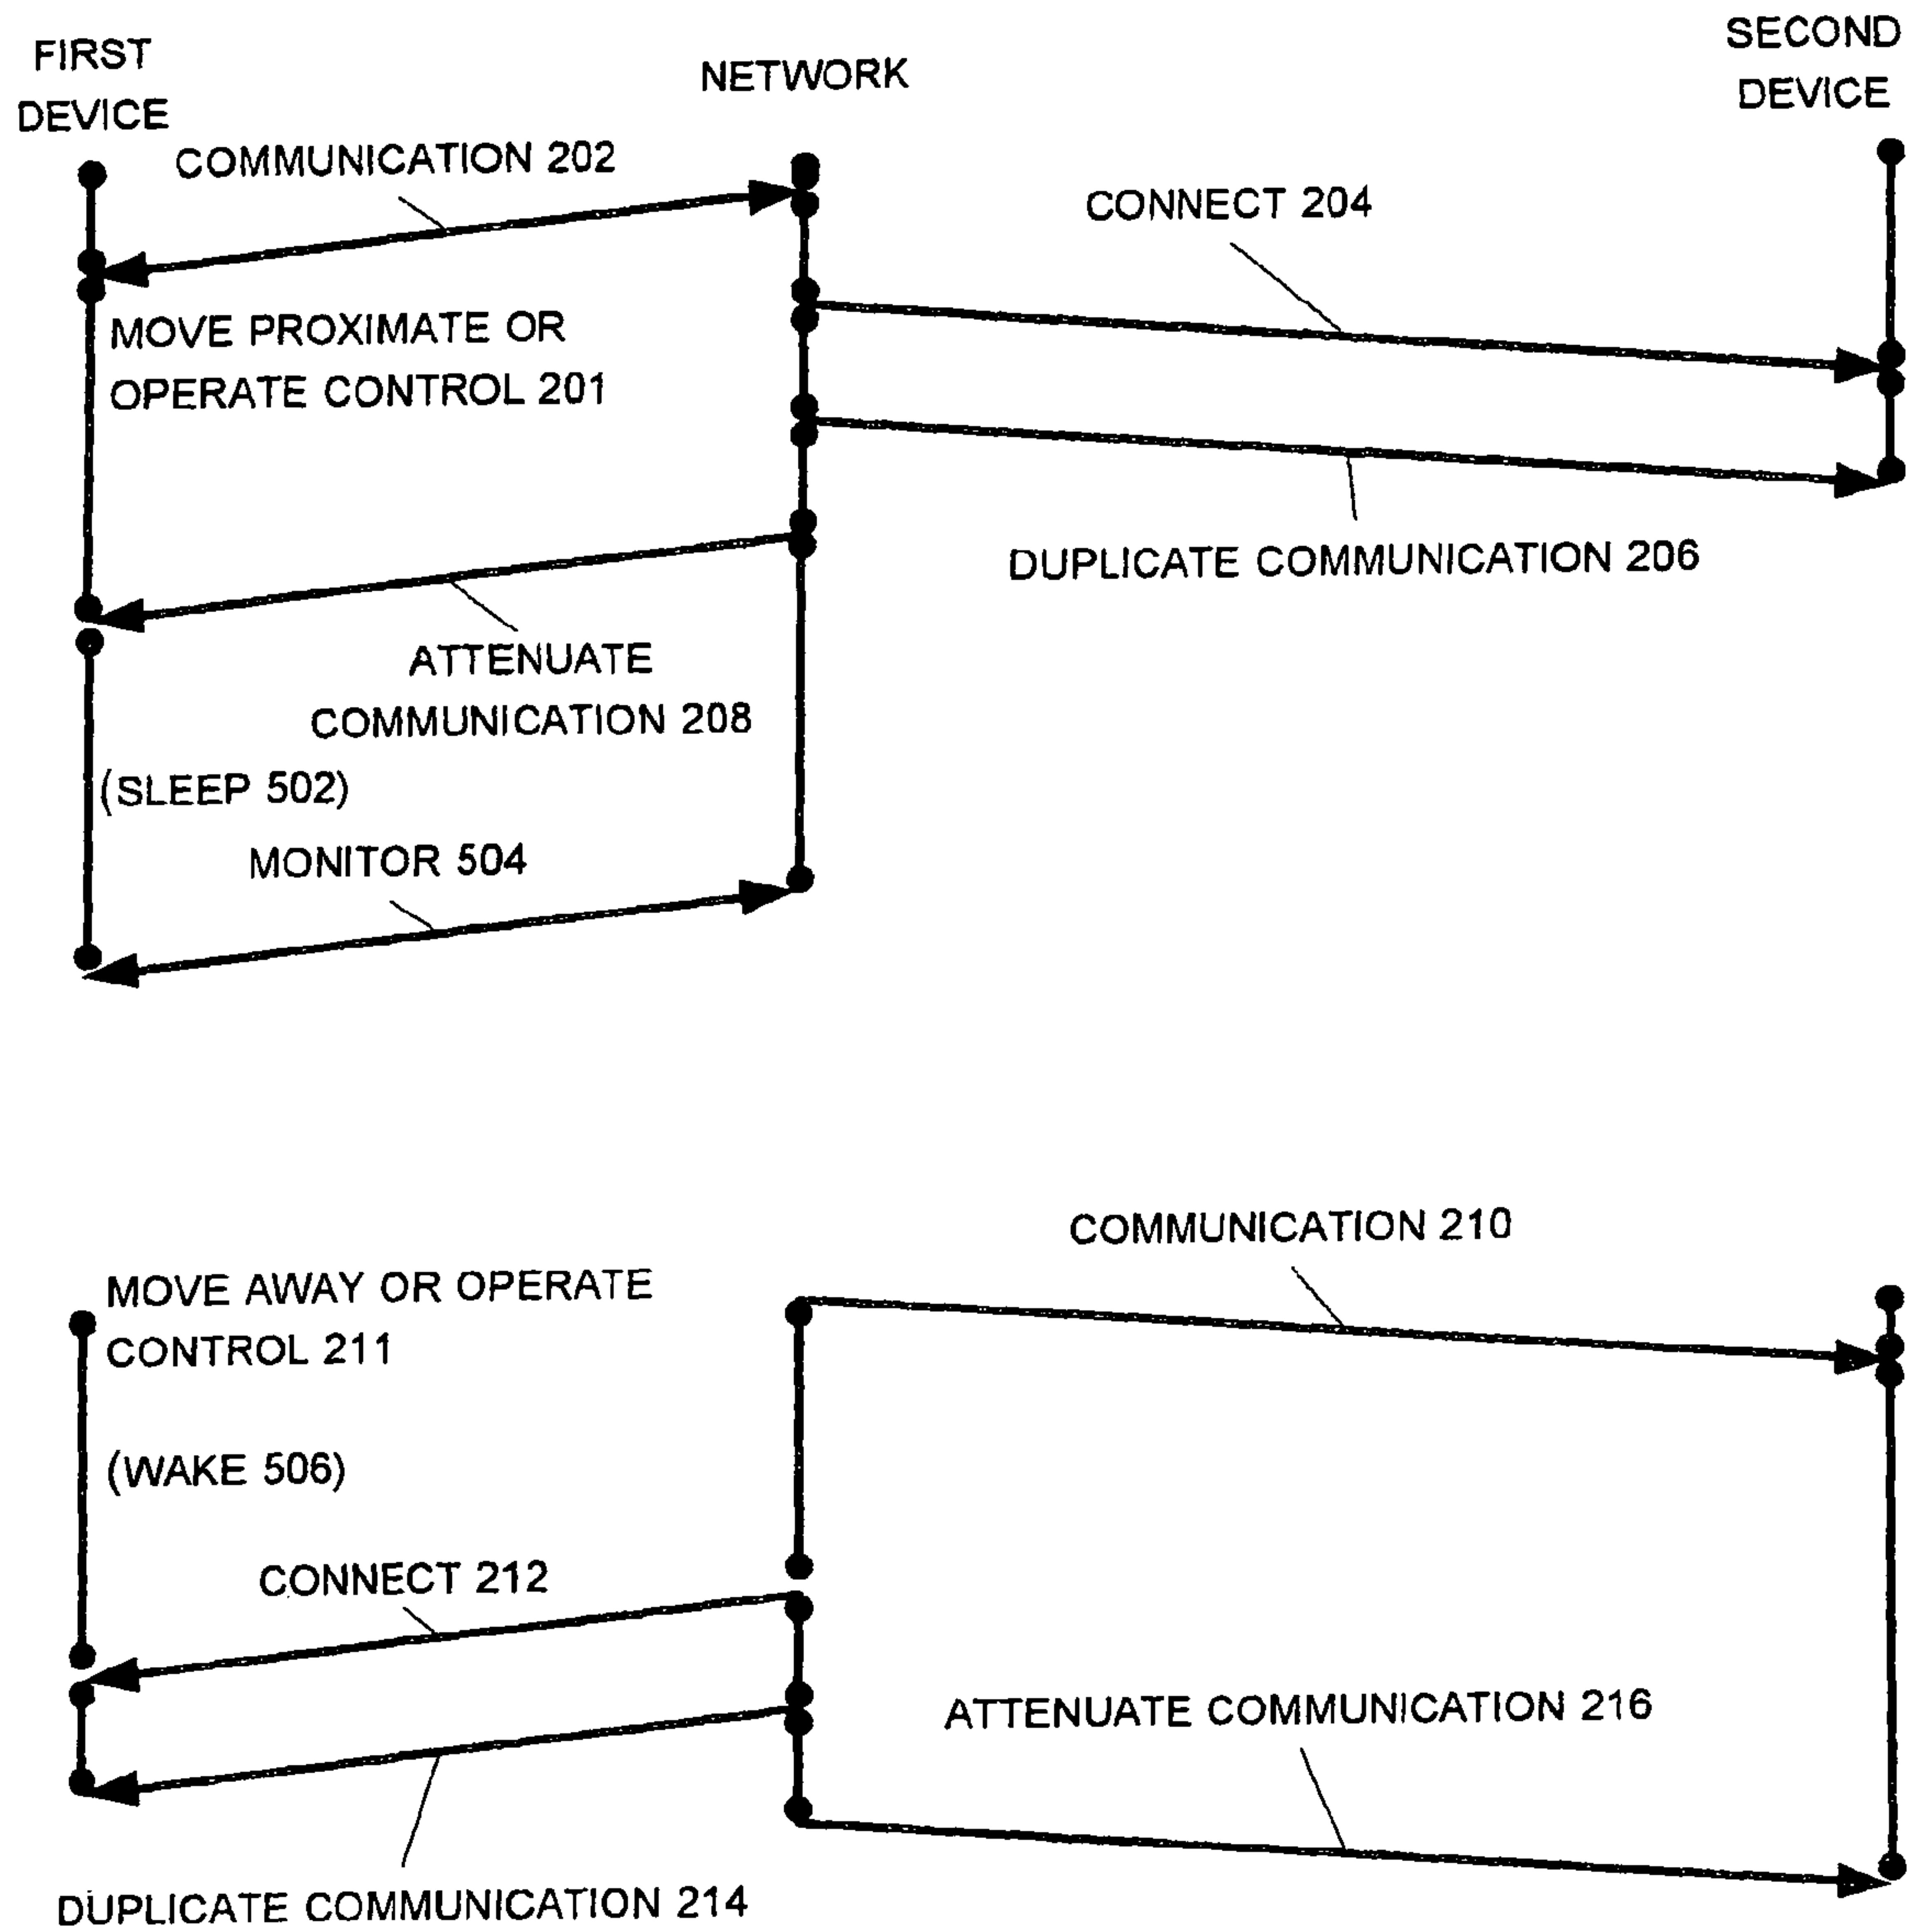 FIRST
DEVICE
NETWORK
SECOND
DEVICE
COMMUNICATION 202
CONNECT 204
MOVE PROXIMATE OR
OPERATE CONTROL 201
DUPLICATE COMMUNICATION 206
ATTENUATE
COMMUNICATION 208
(SLEEP 502)
MONITOR 504
COMMUNICATION 210
MOVE AWAY OR OPERATE
CONTROL 211
(WAKE 506)
CONNECT 212
ATTENUATE COMMUNICATION 216
DUPLICATE COMMUNICATION 214